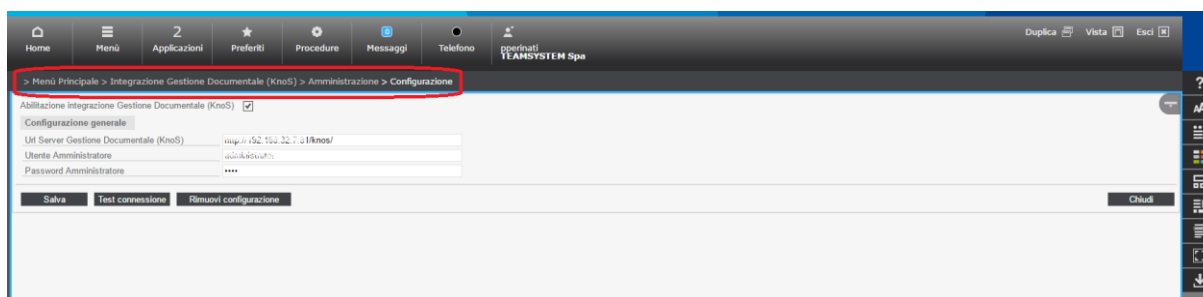 Home Menù 2 Applicazioni Preferiti Procedure 0 Messaggi Telefono pperinati Duplica Vista Esci
TEAMSYSTEM Spa
> Menù Principale > Integrazione Gestione Documentale (KnoS) > Amministrazione > Configurazione
Abilitazione integrazione Gestione Documentale (KnoS)
Configurazione generale
Url Server Gestione Documentale (KnoS) /knos/
Utente Amministratore
Password Amministratore ••••
Salva Test connessione Rimuovi configurazione Chiudi